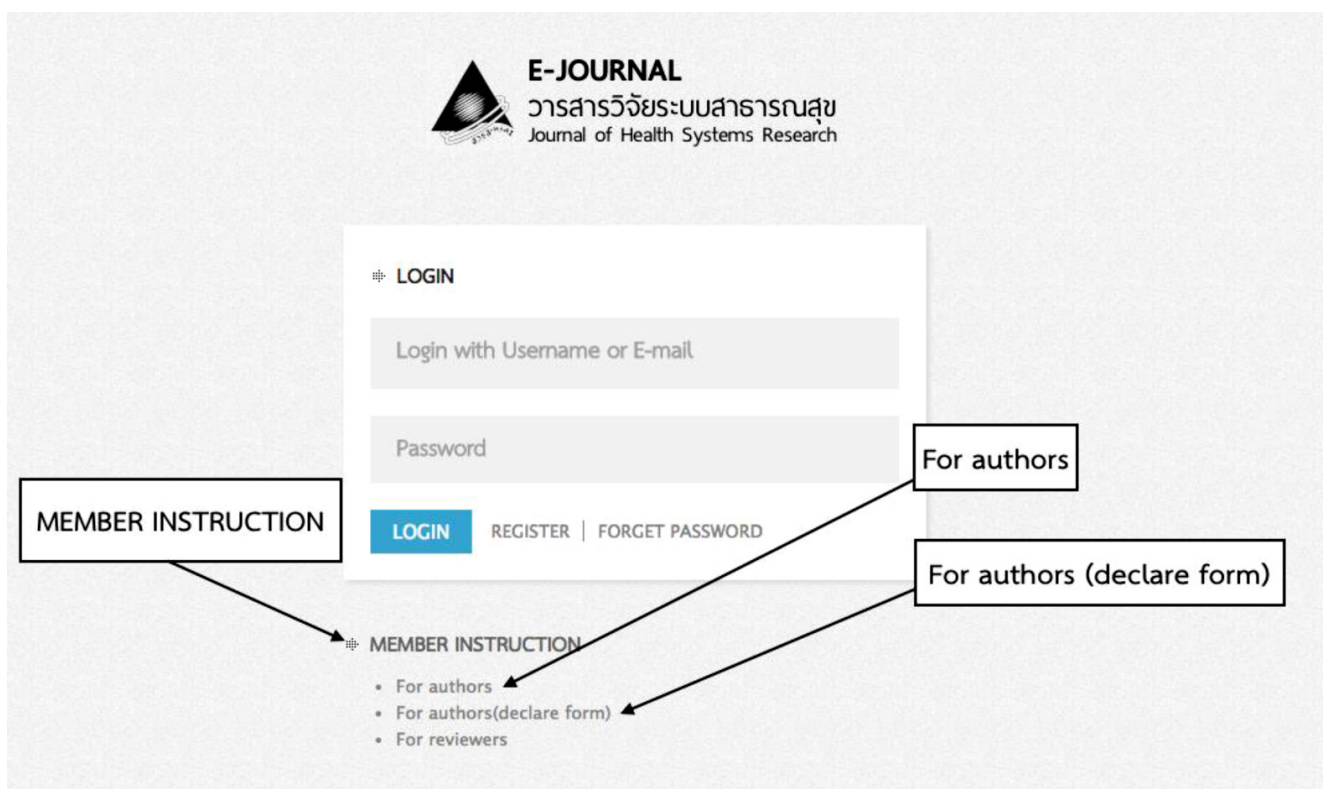 E-JOURNAL
วารสารวิจัยระบบสาธารณสุข
Journal of Health Systems Research
LOGIN
Login with Username or E-mail
Password
For authors
MEMBER INSTRUCTION
LOGIN REGISTER | FORGET PASSWORD
For authors (declare form)
MEMBER INSTRUCTION
• For authors
• For authors(declare form)
• For reviewers